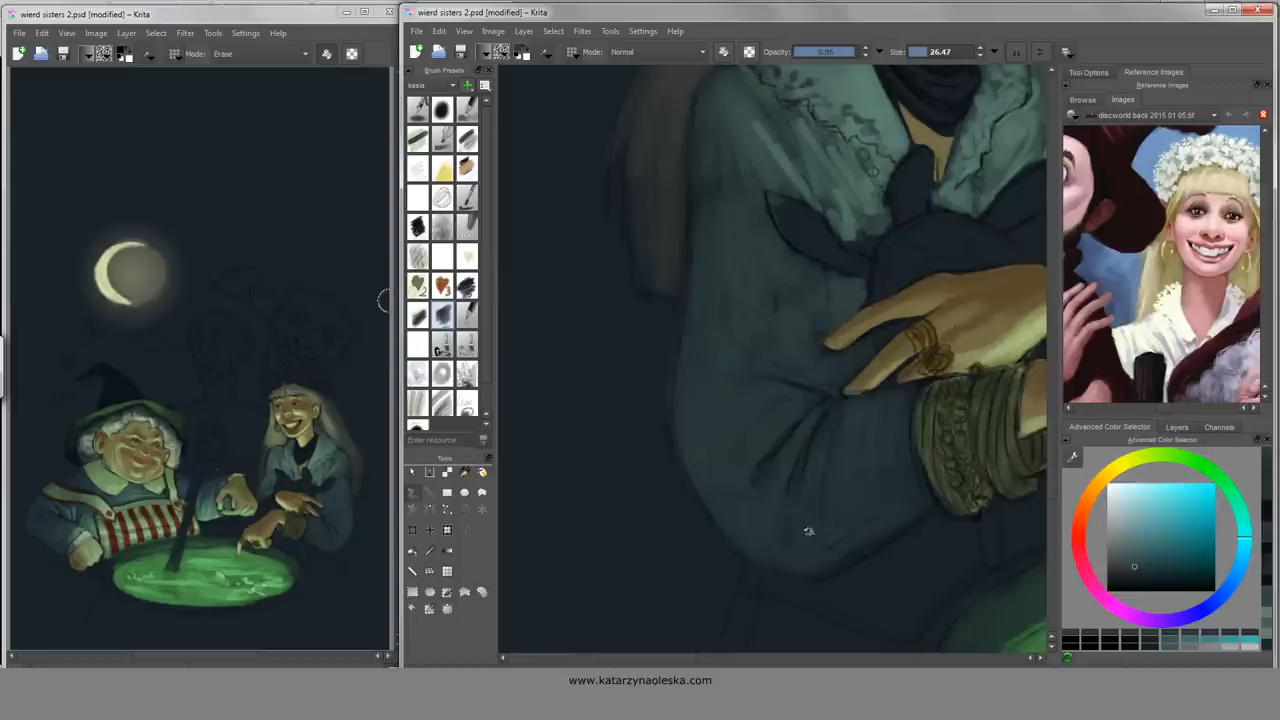 wierd sisters 2.psd [modified] - Krita
File Edit View Image Layer Select Filter Tools Settings Help
Mode: Erase
wierd sisters 2.psd [modified] - Krita
File Edit View Image Layer Select Filter Tools Settings Help
Mode: Normal
Opacity: 0.95
Size: 26.47
Brush Presets
kasia
Enter resource
Tools
Tool Options Reference Images
Reference Images
Browse Images
discworld back 2015 01 05.tif
Advanced Color Selector Layers Channels
Advanced Color Selector
www.katarzynaoleska.com